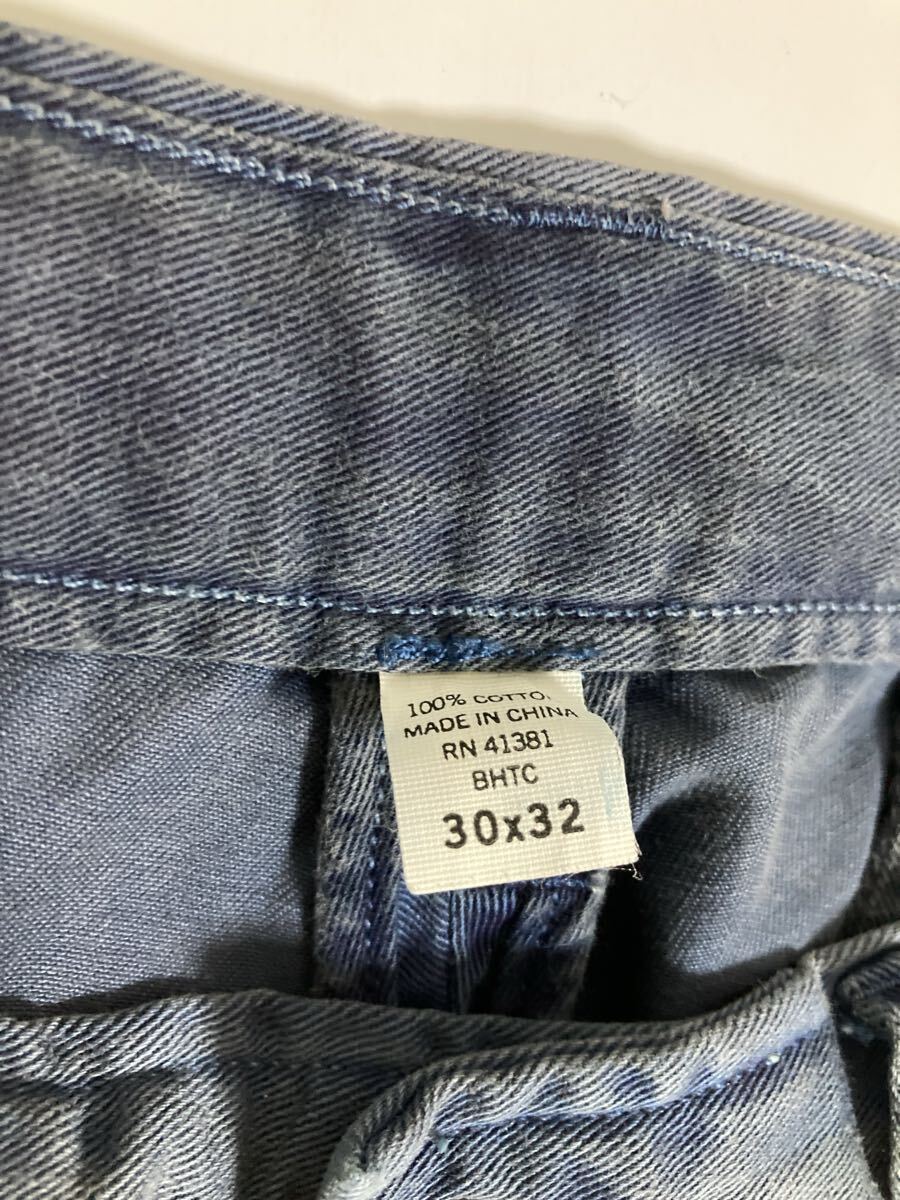 100% COTTO
MADE IN CHINA
RN 41381
BHTC
30x32